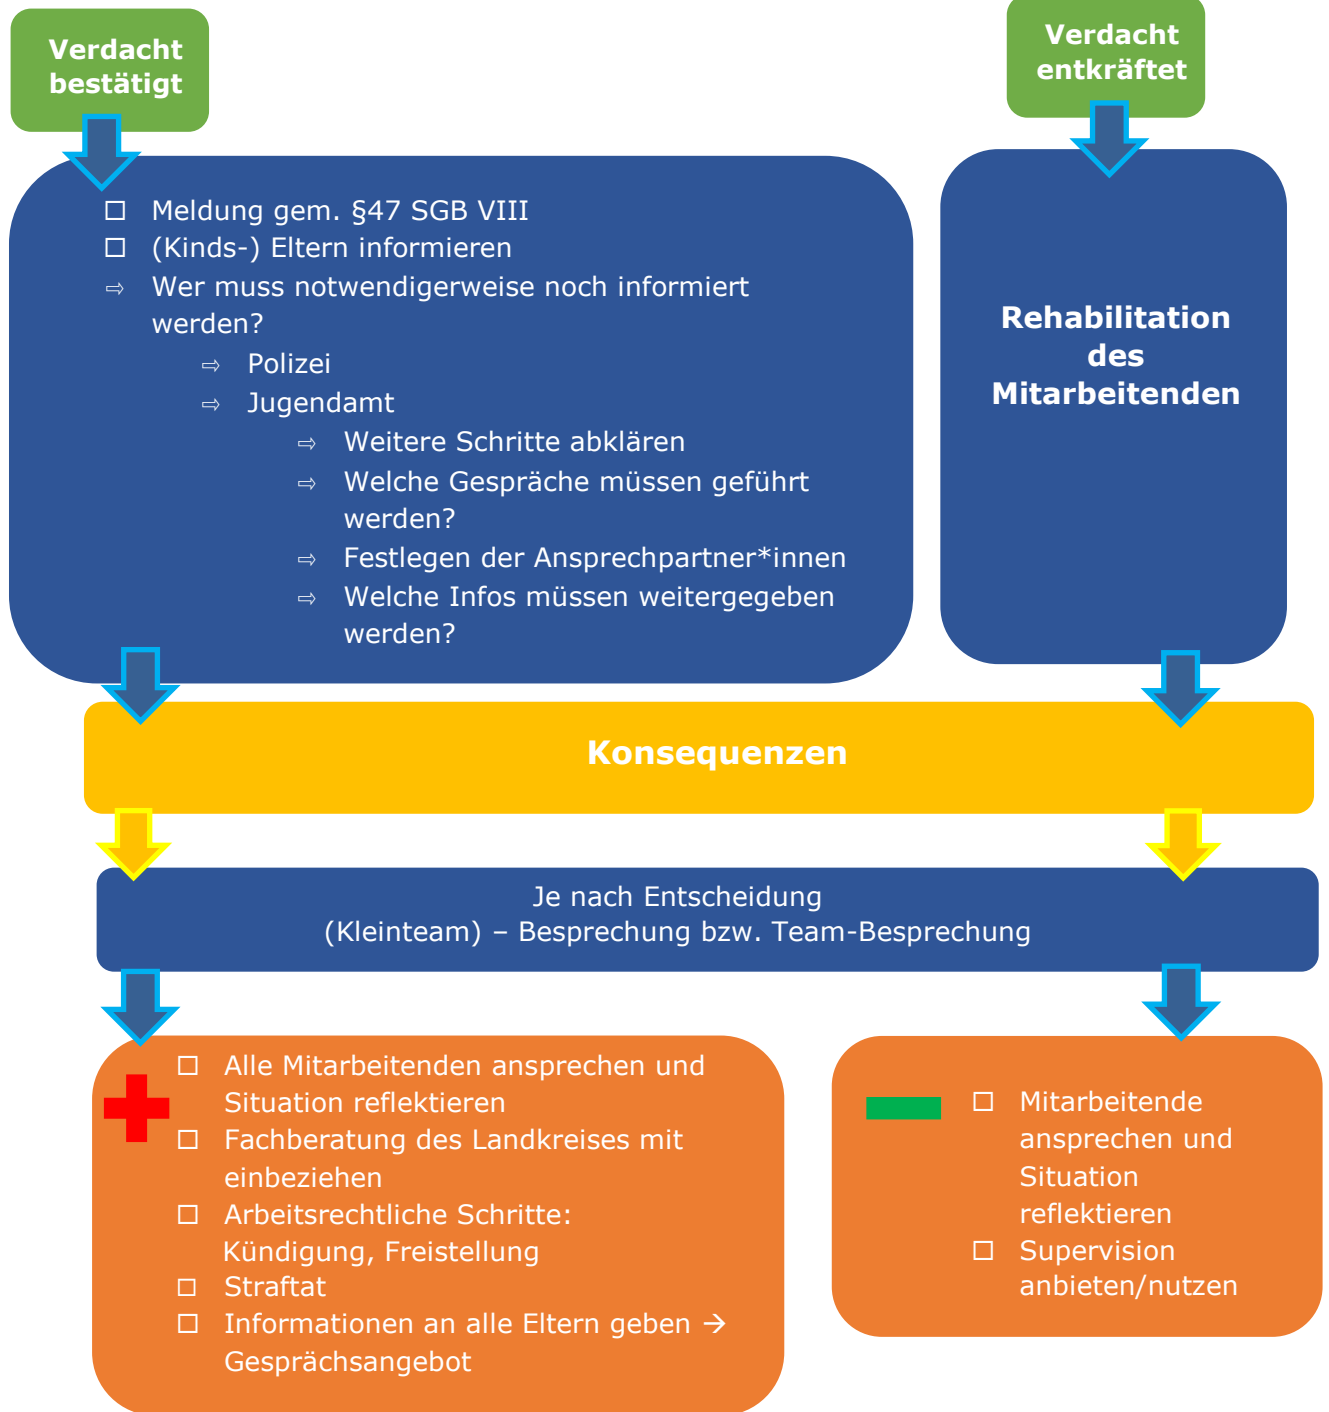 Verdacht
bestätigt
Verdacht
entkräftet
☐ Meldung gem. §47 SGB VIII
☐ (Kinds-) Eltern informieren
⇨ Wer muss notwendigerweise noch informiert
werden?
⇨ Polizei
⇨ Jugendamt
⇨ Weitere Schritte abklären
⇨ Welche Gespräche müssen geführt
werden?
⇨ Festlegen der Ansprechpartner*innen
⇨ Welche Infos müssen weitergegeben
werden?
Rehabilitation
des
Mitarbeitenden
Konsequenzen
Je nach Entscheidung
(Kleinteam) – Besprechung bzw. Team-Besprechung
☐ Alle Mitarbeitenden ansprechen und
Situation reflektieren
☐ Fachberatung des Landkreises mit
einbeziehen
☐ Arbeitsrechtliche Schritte:
Kündigung, Freistellung
☐ Straftat
☐ Informationen an alle Eltern geben →
Gesprächsangebot
☐ Mitarbeitende
ansprechen und
Situation
reflektieren
☐ Supervision
anbieten/nutzen